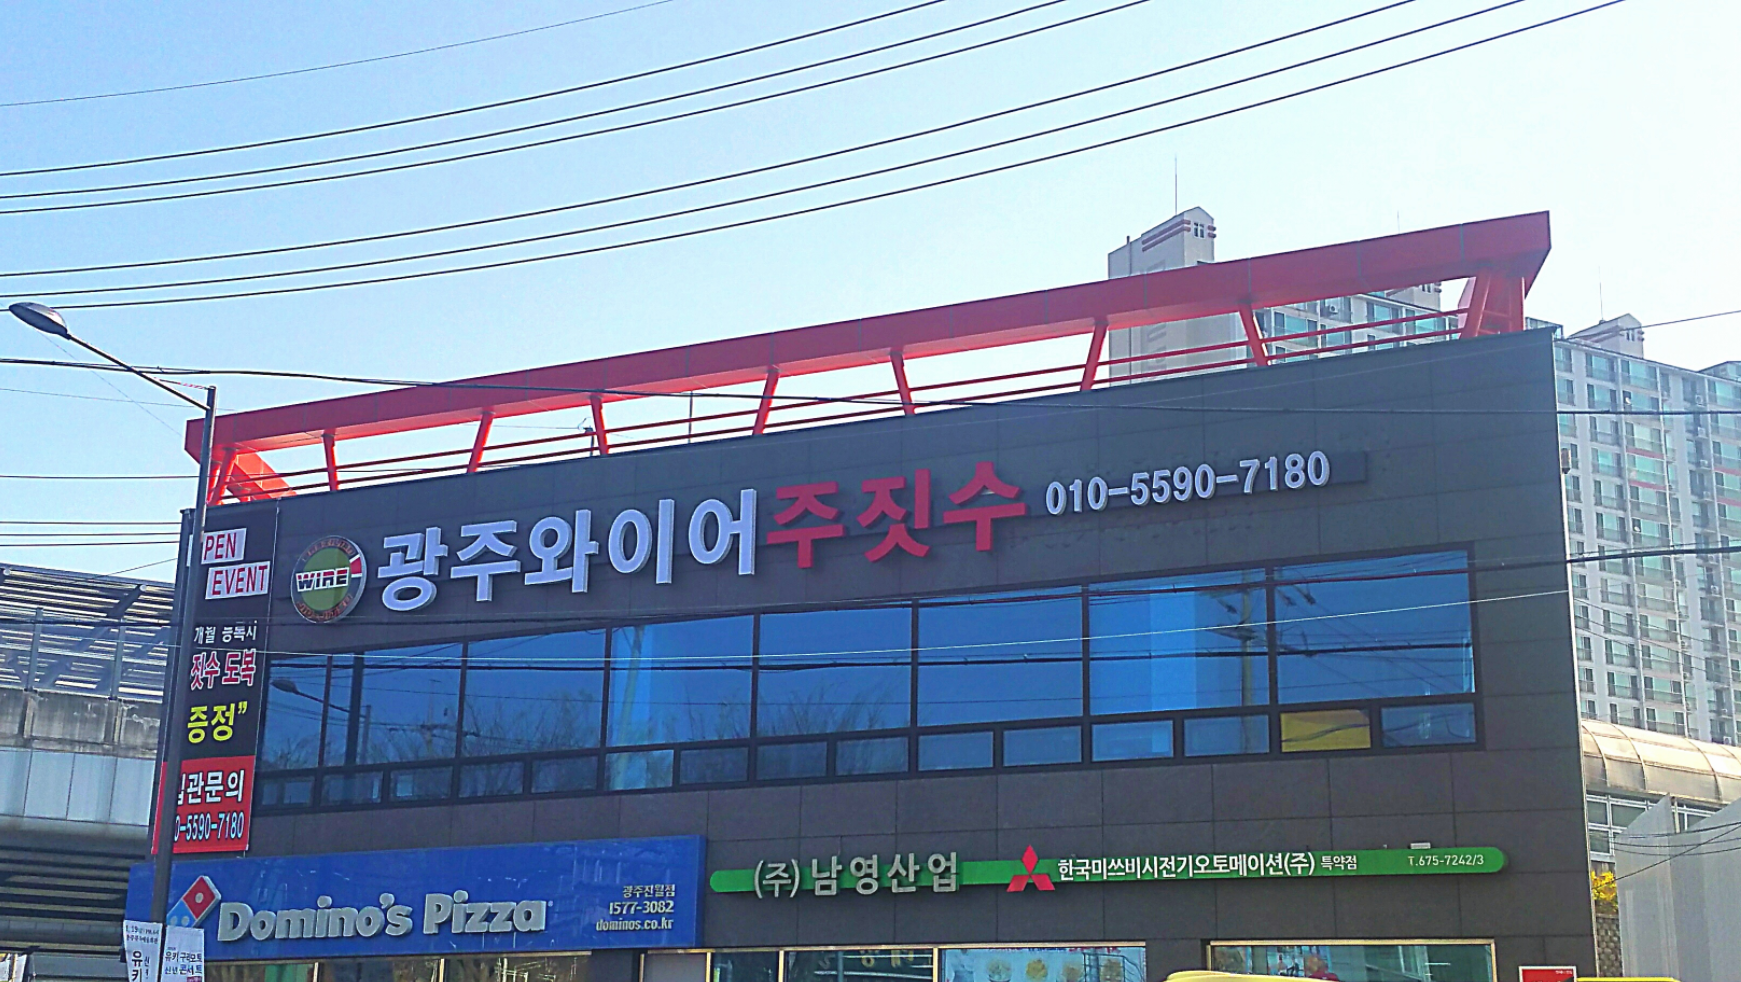 광주와이어주짓수 010-5590-7180
WIRE
PEN
EVENT
개월 등록시
짓수 도복
증정"
관문의
0-5590-7180
Domino's Pizza
광주진월점
1577-3082
dominos.co.kr
(주)남영산업
한국미쓰비시전기오토메이션(주) 특약점
T.675-7242/3